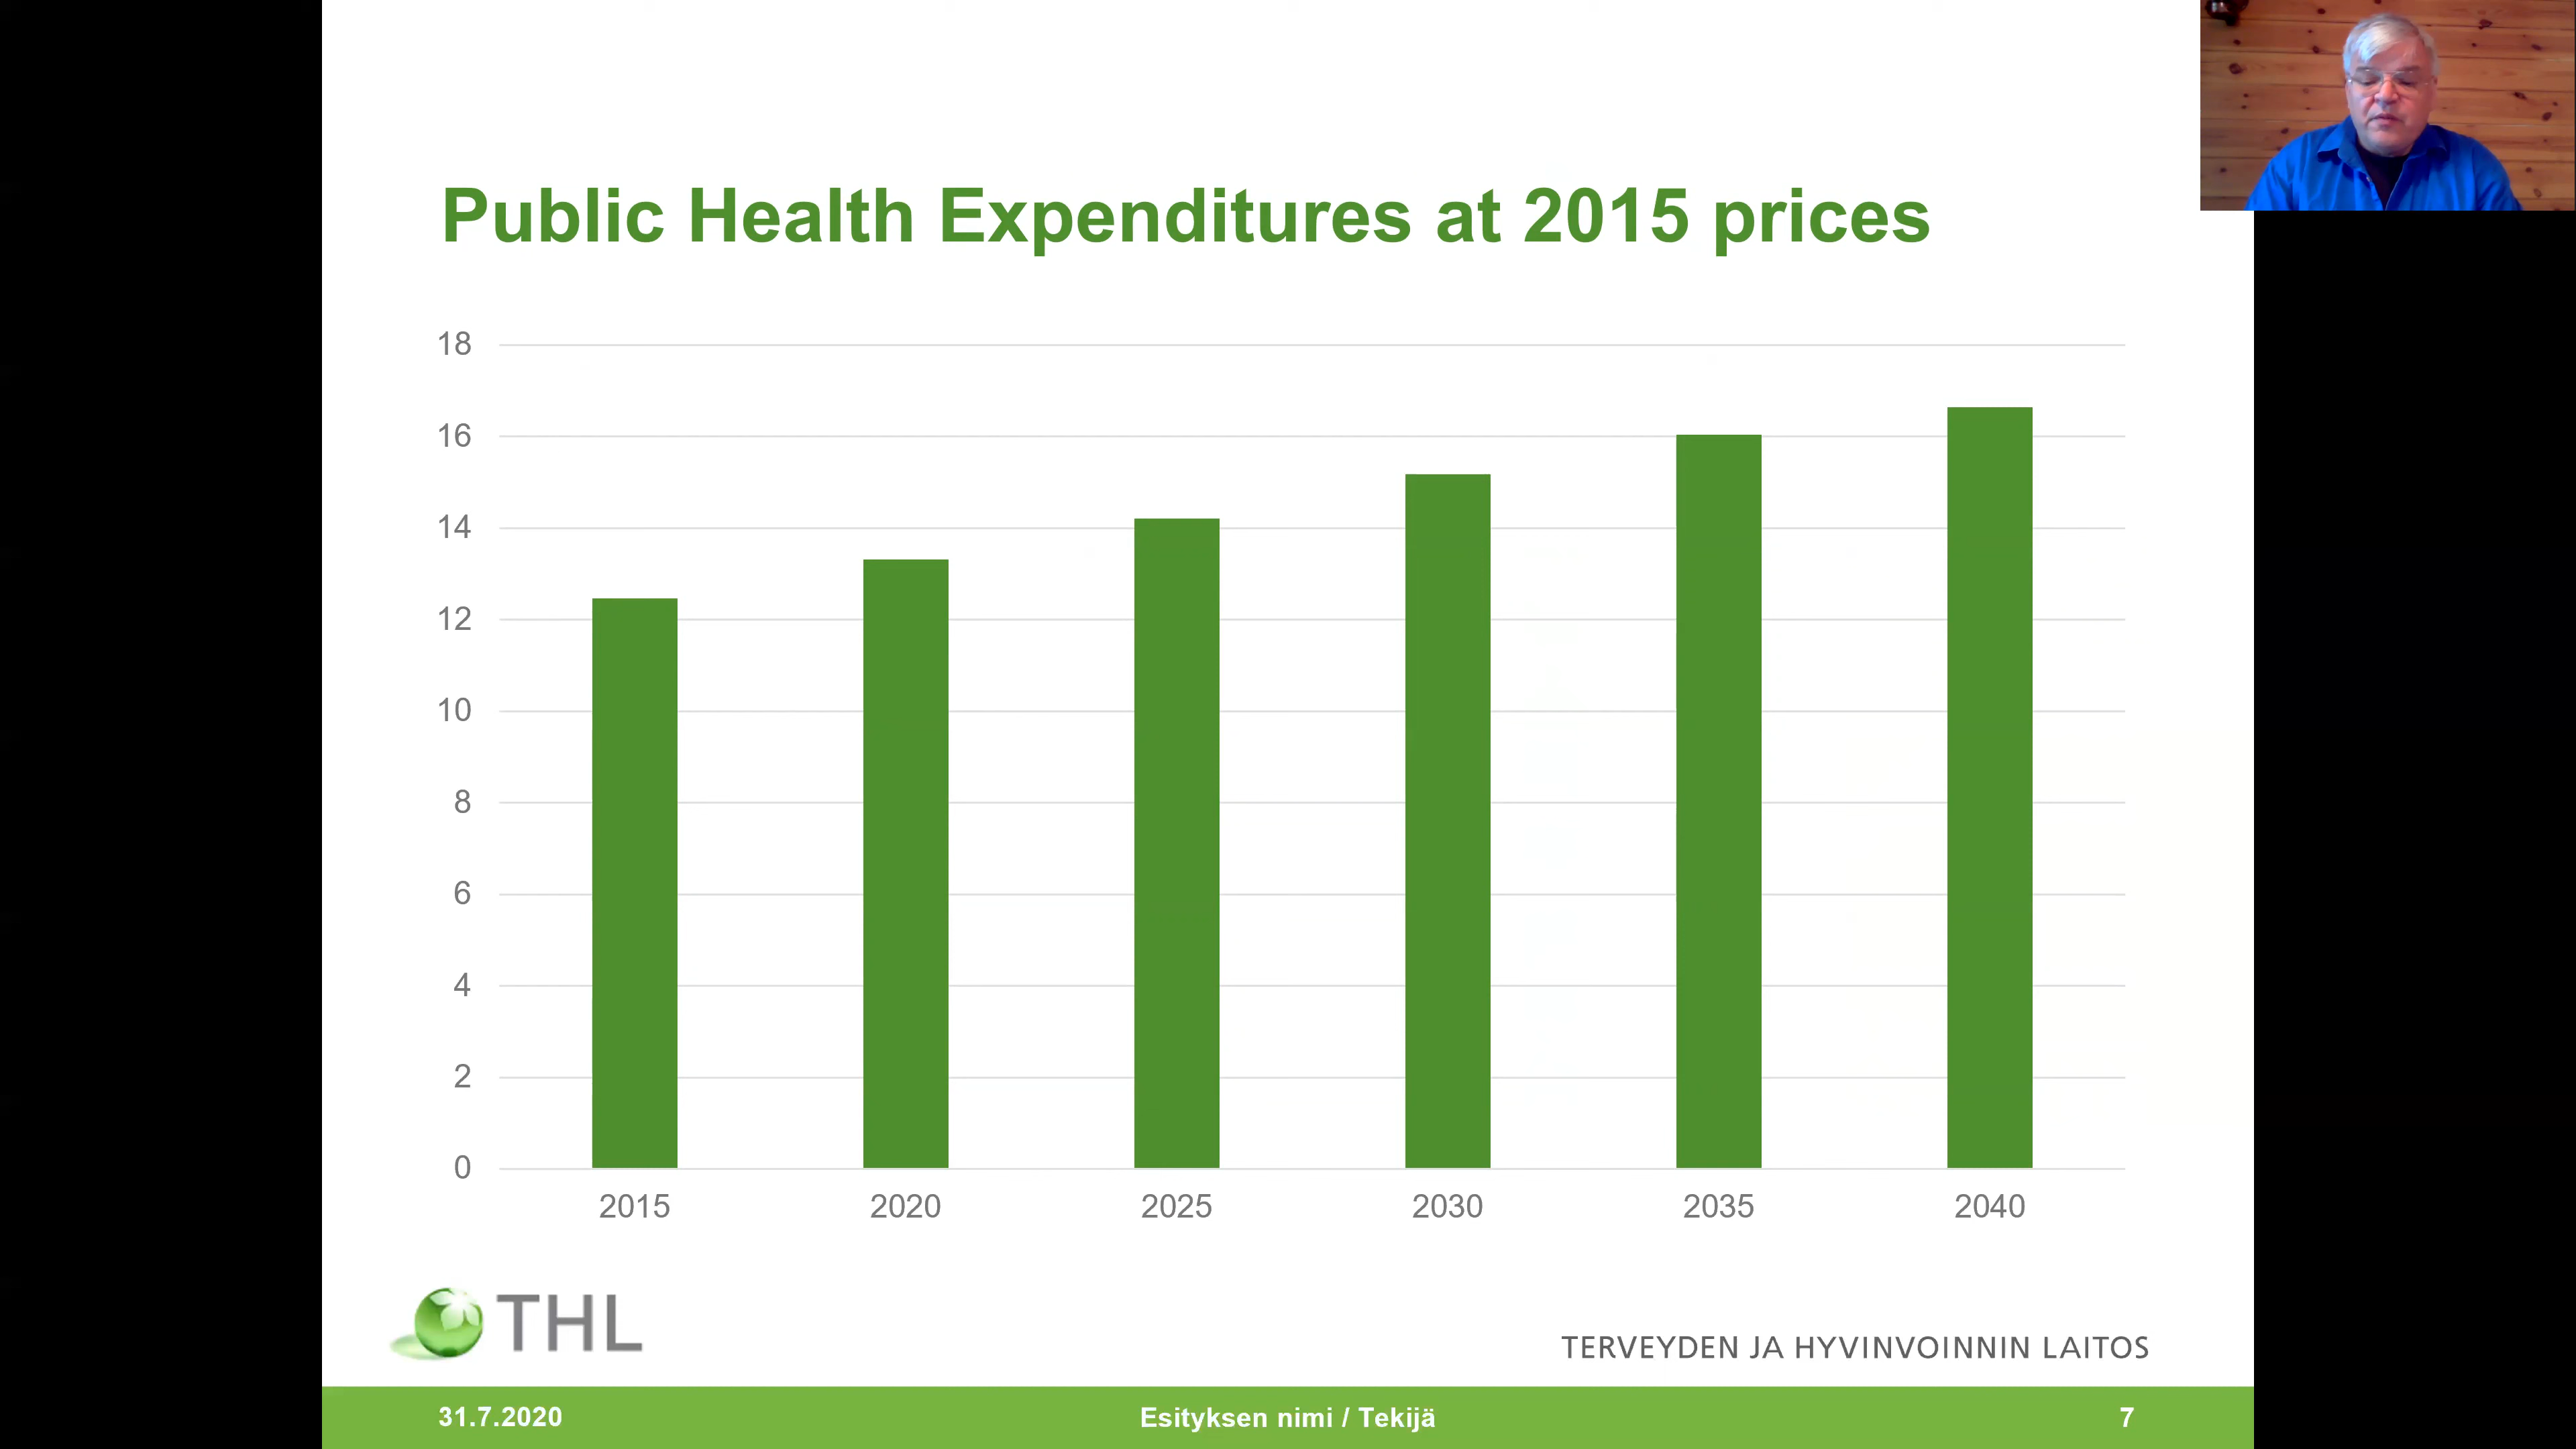 Public Health Expenditures at 2015 prices
18
16
14
12
10
8
6
4
2
0
2015 2020 2025 2030 2035 2040
THL
TERVEYDEN JA HYVINVOINNIN LAITOS
31.7.2020 Esityksen nimi / Tekijä 7